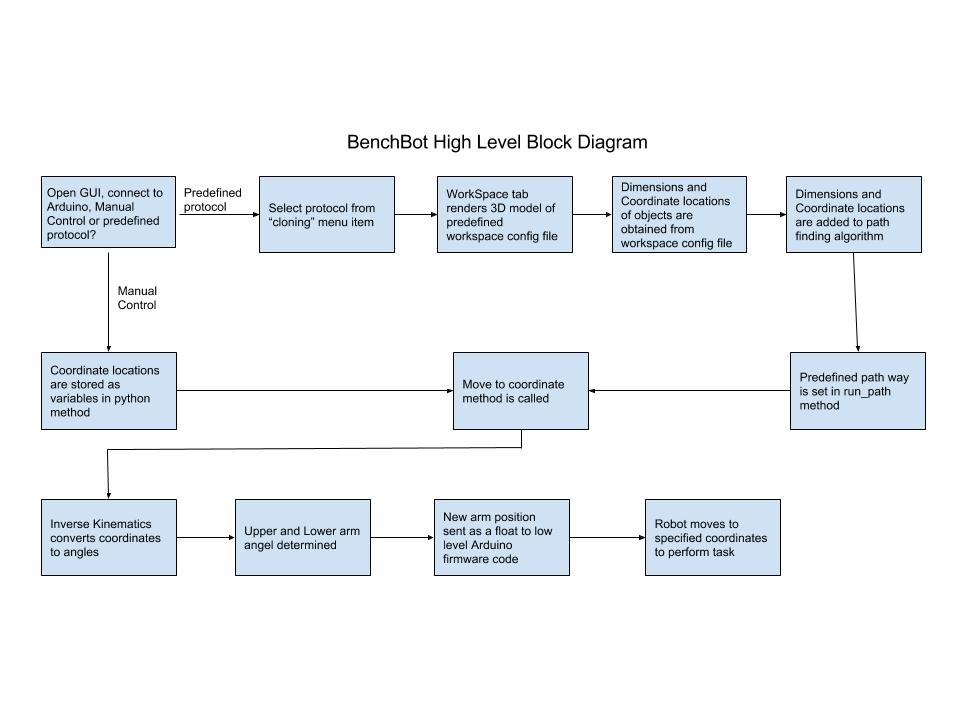 BenchBot High Level Block Diagram
Open GUI, connect to
Arduino, Manual
Control or predefined
protocol?
Predefined
protocol
Select protocol from
“cloning” menu item
WorkSpace tab
renders 3D model of
predefined
workspace config file
Dimensions and
Coordinate locations
of objects are
obtained from
workspace config file
Dimensions and
Coordinate locations
are added to path
finding algorithm
Manual
Control
Coordinate locations
are stored as
variables in python
method
Move to coordinate
method is called
Predefined path way
is set in run_path
method
Inverse Kinematics
converts coordinates
to angles
Upper and Lower arm
angel determined
New arm position
sent as a float to low
level Arduino
firmware code
Robot moves to
specified coordinates
to perform task